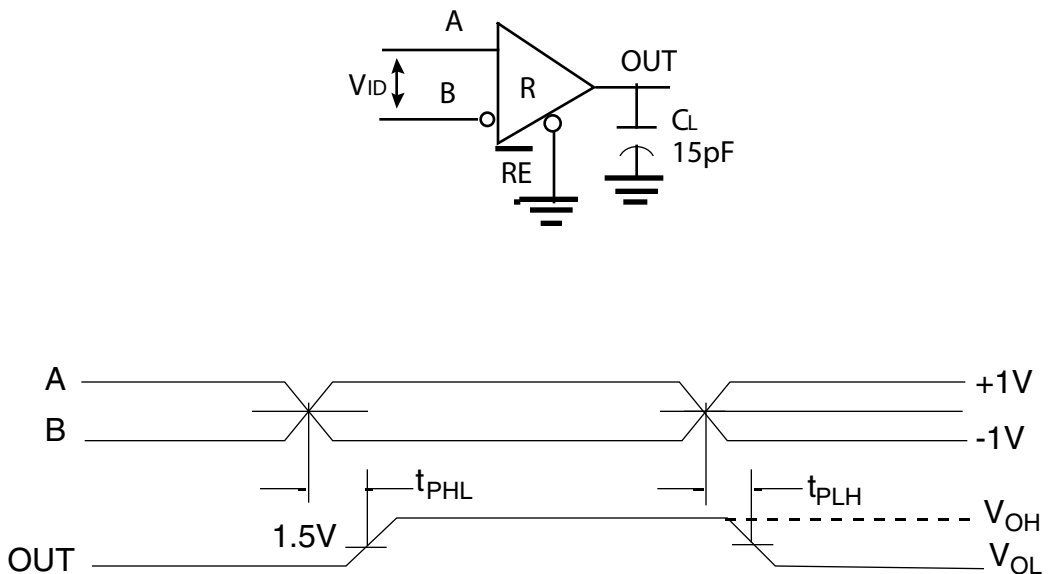 A
OUT
VID
B
R
CL
15pF
RE
A
+1V
B
-1V
tPHL
tPLH
1.5V
VOH
OUT
VOL